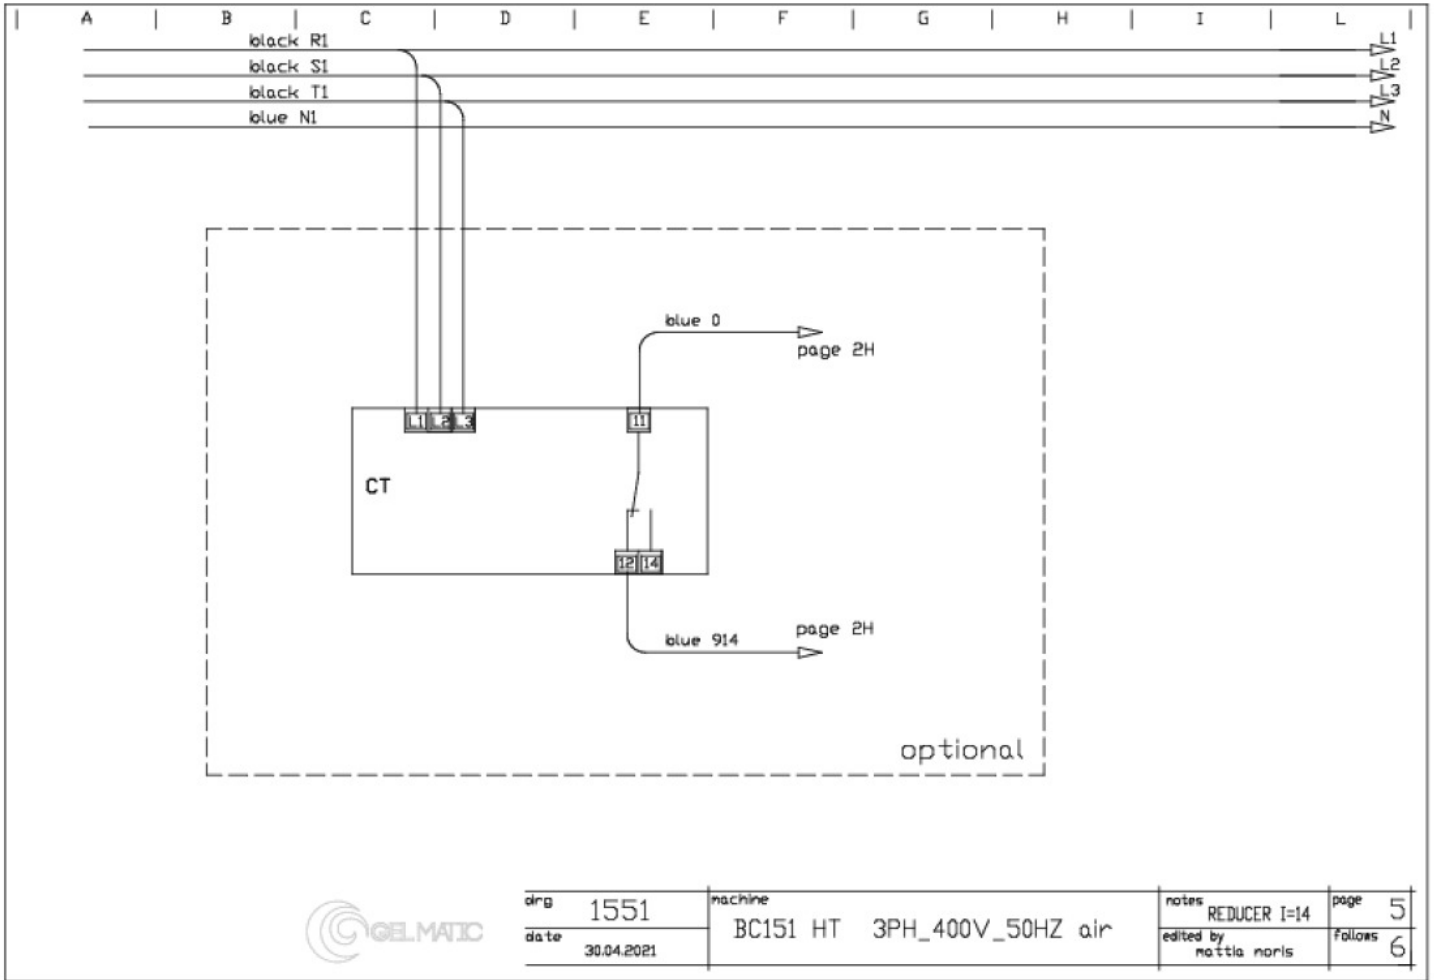 A B C D E F G H I L
black R1
L1
black S1
L2
black T1
L3
blue N1
N
blue 0
page 2H
L1 L2 L3
11
CT
12 14
page 2H
blue 914
optional
GEL MATIC
drg 1551
date 30.04.2021
machine
BC151 HT 3PH_400V_50HZ air
notes REDUCER I=14
edited by
mattia noris
page 5
follows 6